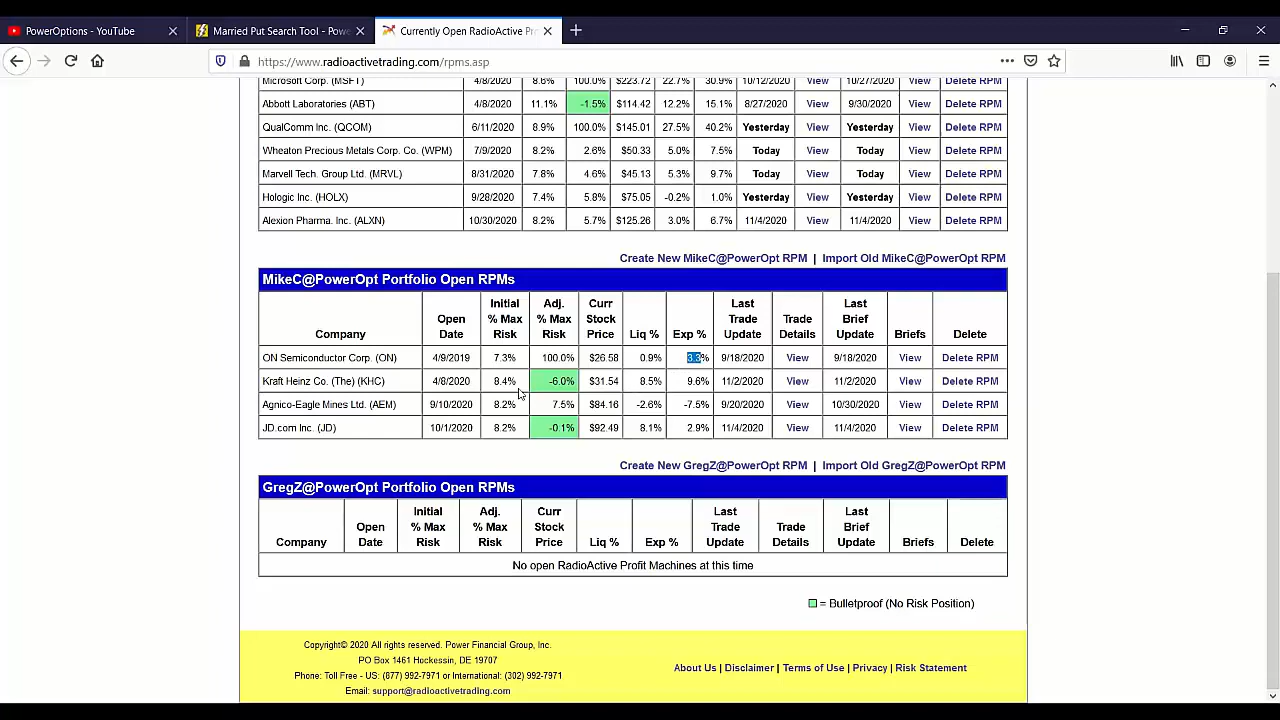 PowerOptions - YouTube
Married Put Search Tool - Powe
Currently Open RadioActive Pro
https://www.radioactivetrading.com/rpms.asp
Microsoft Corp. (MSFT) 4/8/2020 8.6% 100.0% $223.72 22.7% 30.9% 10/12/2020 View 10/27/2020 View Delete RPM
Abbott Laboratories (ABT) 4/8/2020 11.1% -1.5% $114.42 12.2% 15.1% 8/27/2020 View 9/30/2020 View Delete RPM
QualComm Inc. (QCOM) 6/11/2020 8.9% 100.0% $145.01 27.5% 40.2% Yesterday View Yesterday View Delete RPM
Wheaton Precious Metals Corp. Co. (WPM) 7/9/2020 8.2% 2.6% $50.33 5.0% 7.5% Today View Today View Delete RPM
Marvell Tech. Group Ltd. (MRVL) 8/31/2020 7.8% 4.6% $45.13 5.3% 9.7% Today View Today View Delete RPM
Hologic Inc. (HOLX) 9/28/2020 7.4% 5.8% $75.05 -0.2% 1.0% Yesterday View Yesterday View Delete RPM
Alexion Pharma. Inc. (ALXN) 10/30/2020 8.2% 5.7% $125.26 3.0% 6.7% 11/4/2020 View 11/4/2020 View Delete RPM
Create New MikeC@PowerOpt RPM | Import Old MikeC@PowerOpt RPM
MikeC@PowerOpt Portfolio Open RPMs
Company Open Date Initial % Max Risk Adj. % Max Risk Curr Stock Price Liq % Exp % Last Trade Update Trade Details Last Brief Update Briefs Delete
ON Semiconductor Corp. (ON) 4/9/2019 7.3% 100.0% $26.58 0.9% 3.3% 9/18/2020 View 9/18/2020 View Delete RPM
Kraft Heinz Co. (The) (KHC) 4/8/2020 8.4% -6.0% $31.54 8.5% 9.6% 11/2/2020 View 11/2/2020 View Delete RPM
Agnico-Eagle Mines Ltd. (AEM) 9/10/2020 8.2% 7.5% $84.16 -2.6% -7.5% 9/20/2020 View 10/30/2020 View Delete RPM
JD.com Inc. (JD) 10/1/2020 8.2% -0.1% $92.49 8.1% 2.9% 11/4/2020 View 11/4/2020 View Delete RPM
Create New GregZ@PowerOpt RPM | Import Old GregZ@PowerOpt RPM
GregZ@PowerOpt Portfolio Open RPMs
Company Open Date Initial % Max Risk Adj. % Max Risk Curr Stock Price Liq % Exp % Last Trade Update Trade Details Last Brief Update Briefs Delete
No open RadioActive Profit Machines at this time
= Bulletproof (No Risk Position)
Copyright© 2020 All rights reserved. Power Financial Group, Inc.
PO Box 1461 Hockessin, DE 19707
Phone: Toll Free - US: (877) 992-7971 or International: (302) 992-7971
Email: support@radioactivetrading.com
About Us | Disclaimer | Terms of Use | Privacy | Risk Statement